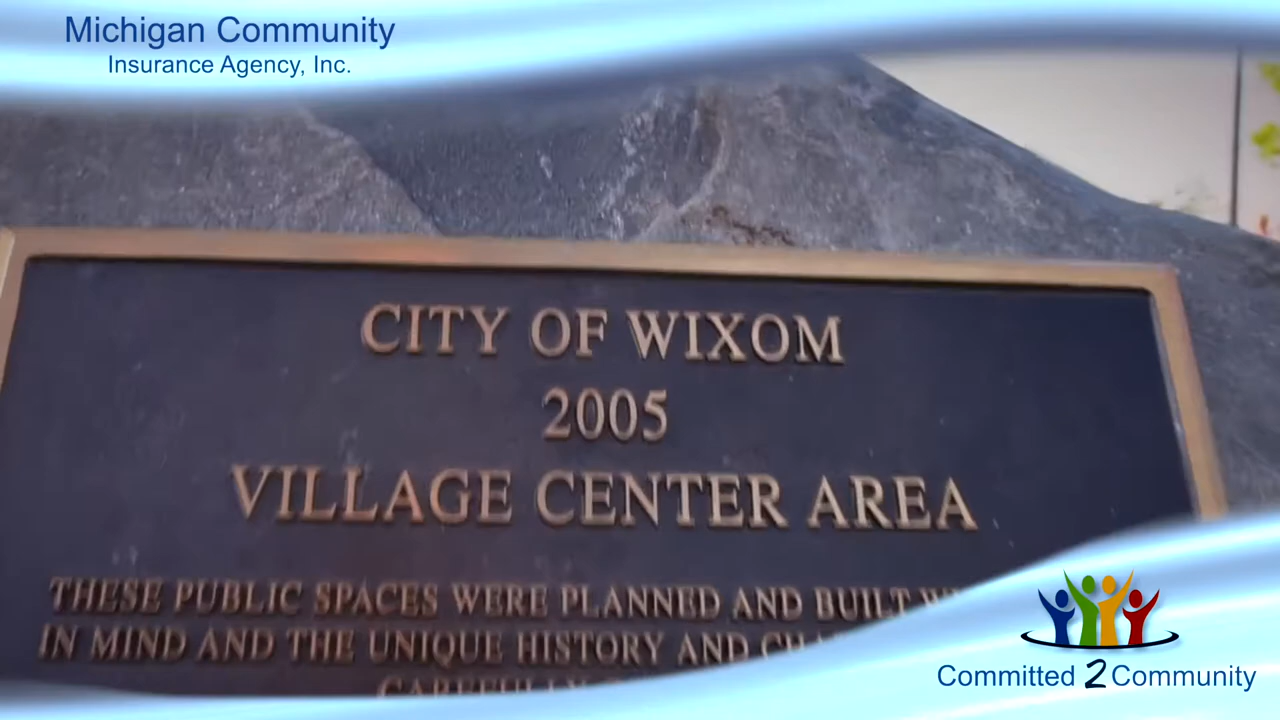 Michigan Community
Insurance Agency, Inc.
CITY OF WIXOM
2005
VILLAGE CENTER AREA
THESE PUBLIC SPACES WERE PLANNED AND BUILT
IN MIND AND THE UNIQUE HISTORY AND
Committed 2 Community